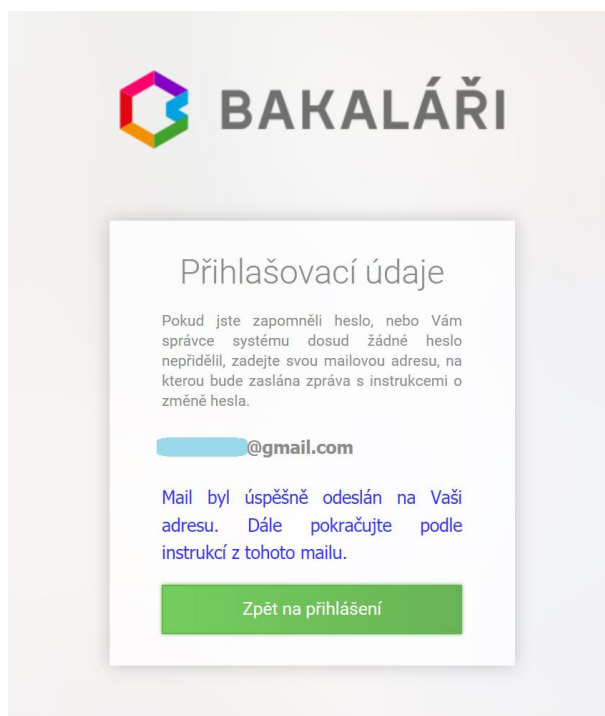 BAKALÁŘI
Přihlašovací údaje
Pokud jste zapomněli heslo, nebo Vám
správce systému dosud žádné heslo
nepřidělil, zadejte svou mailovou adresu, na
kterou bude zaslána zpráva s instrukcemi o
změně hesla.
@gmail.com
Mail byl úspěšně odeslán na Vaši
adresu. Dále pokračujte podle
instrukcí z tohoto mailu.
Zpět na přihlášení